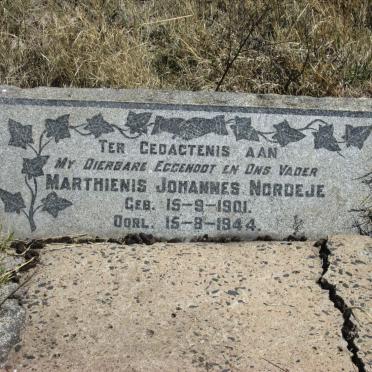 TER GEDACTENIS AAN
MY DIERBARE EGGENOOT EN ONS VADER
MARTHIENIS JOHANNES NORDEJE
GEB. 15-9-1901.
OORL. 15-8-1944.